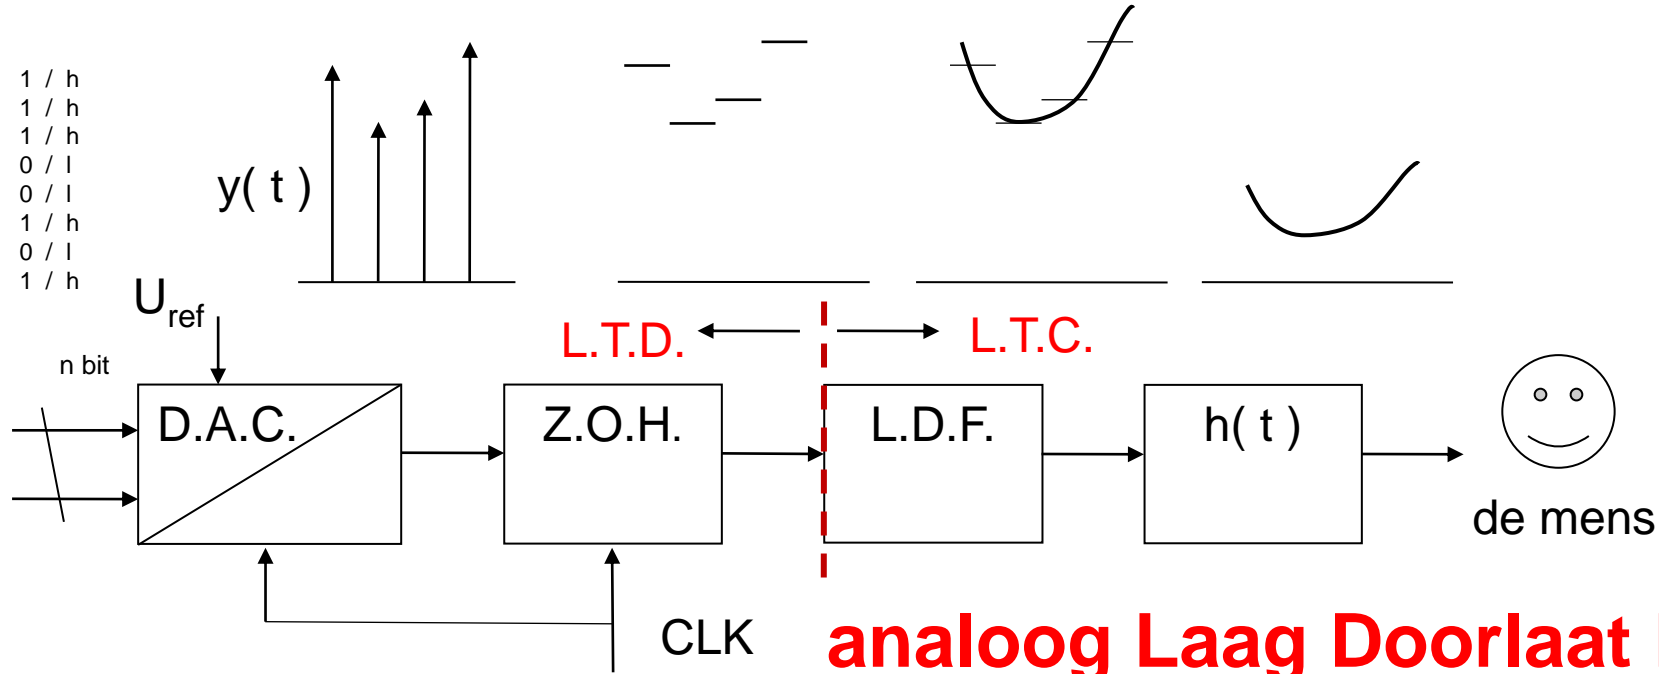 1 / h
1 / h
1 / h
0 / l
0 / l
1 / h
0 / l
1 / h
y( t )
U ref
L.T.D.
L.T.C.
n bit
D.A.C.
Z.O.H.
L.D.F.
h( t )
de mens
CLK
analoog Laag Doorlaat